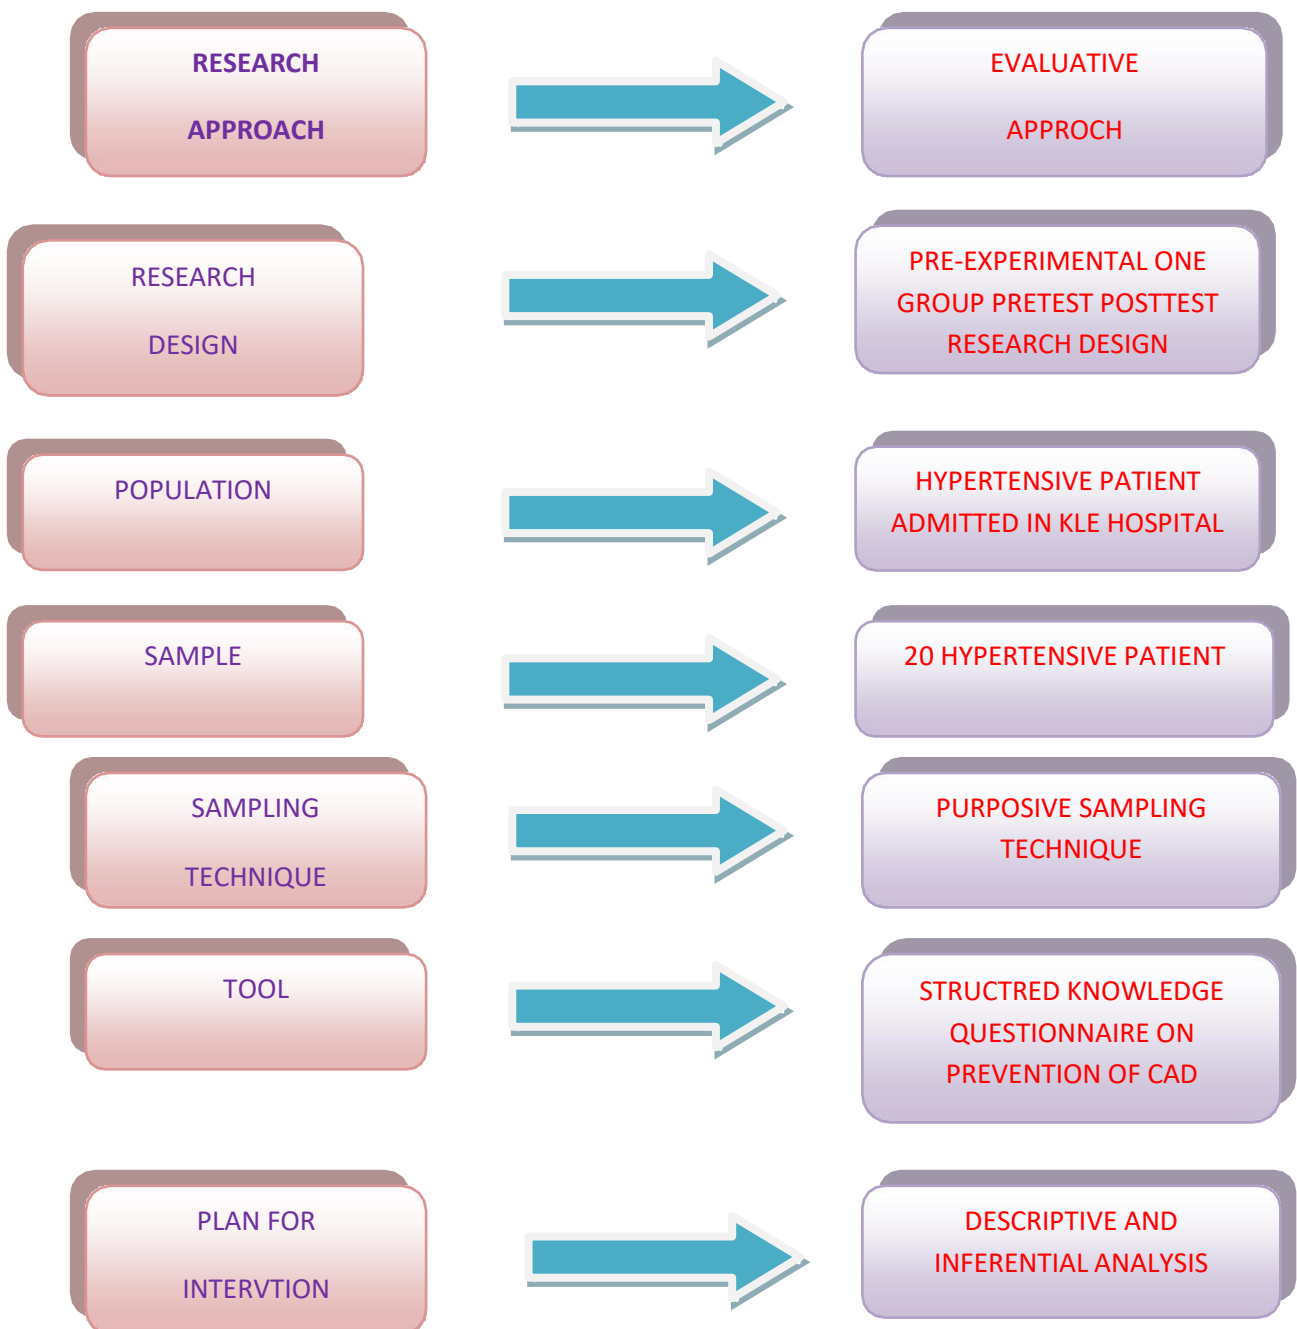 RESEARCH
APPROACH
EVALUATIVE
APPROCH
RESEARCH
DESIGN
PRE-EXPERIMENTAL ONE
GROUP PRETEST POSTTEST
RESEARCH DESIGN
POPULATION
HYPERTENSIVE PATIENT
ADMITTED IN KLE HOSPITAL
SAMPLE
20 HYPERTENSIVE PATIENT
SAMPLING
TECHNIQUE
PURPOSIVE SAMPLING
TECHNIQUE
TOOL
STRUCTRED KNOWLEDGE
QUESTIONNAIRE ON
PREVENTION OF CAD
PLAN FOR
INTERVTION
DESCRIPTIVE AND
INFERENTIAL ANALYSIS